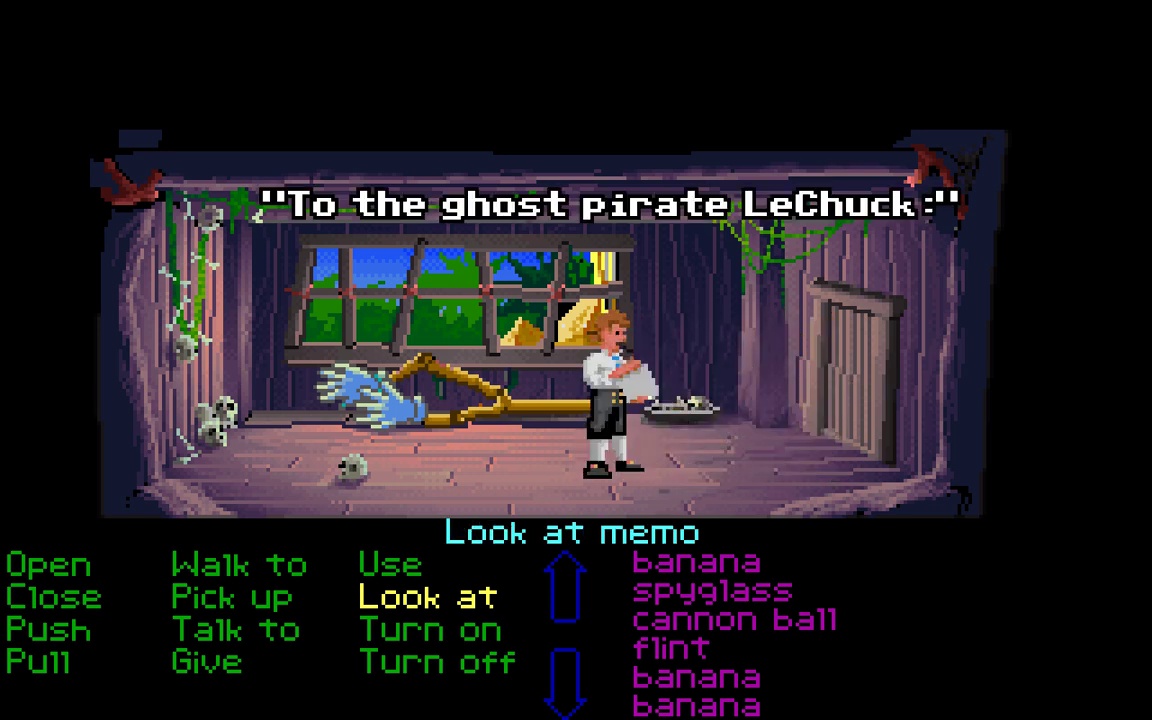 "To the ghost pirate LeChuck:"
Look at memo
Open Walk to Use
Close Pick up Look at
Push Talk to Turn on
Pull Give Turn off
banana
spyglass
cannon ball
flint
banana
banana